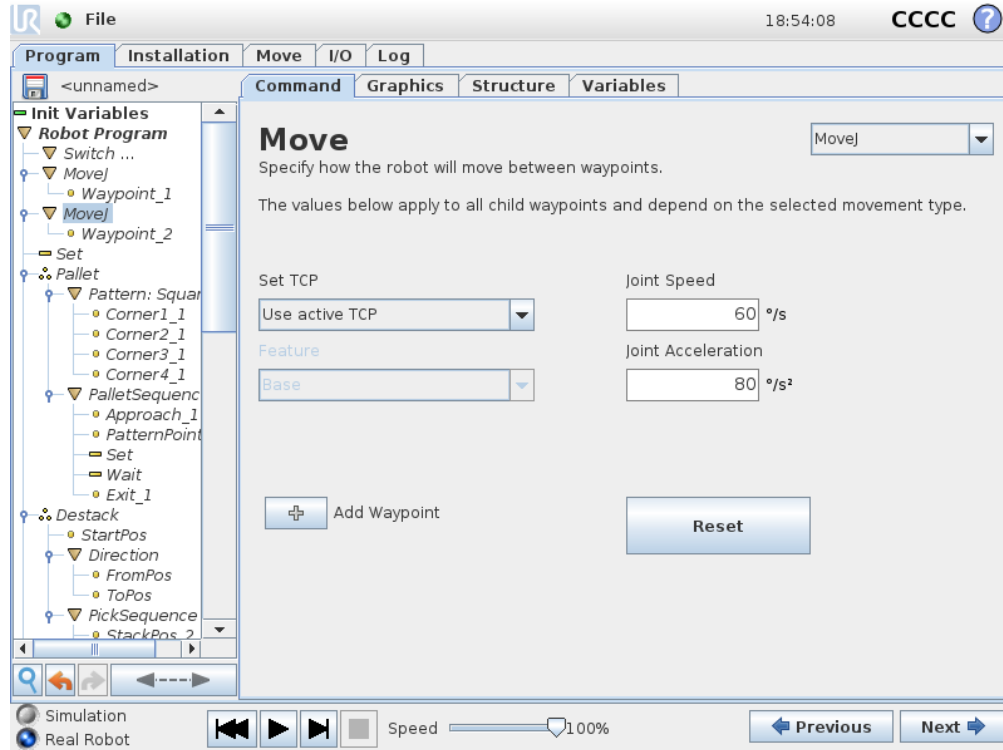 UR File 18:54:08 CCCC ?
Program Installation Move I/O Log
<unnamed> Command Graphics Structure Variables
Init Variables
Robot Program
Switch ...
MoveJ
Waypoint_1
MoveJ
Waypoint_2
Set
Pallet
Pattern: Squar
Corner1_1
Corner2_1
Corner3_1
Corner4_1
PalletSequenc
Approach_1
PatternPoint
Set
Wait
Exit_1
Destack
StartPos
Direction
FromPos
ToPos
PickSequence
StackPos_2
Move MoveJ
Specify how the robot will move between waypoints.
The values below apply to all child waypoints and depend on the selected movement type.
Set TCP Joint Speed
Use active TCP 60 °/s
Feature Joint Acceleration
Base 80 °/s²
Add Waypoint Reset
Simulation
Real Robot
Speed 100% Previous Next